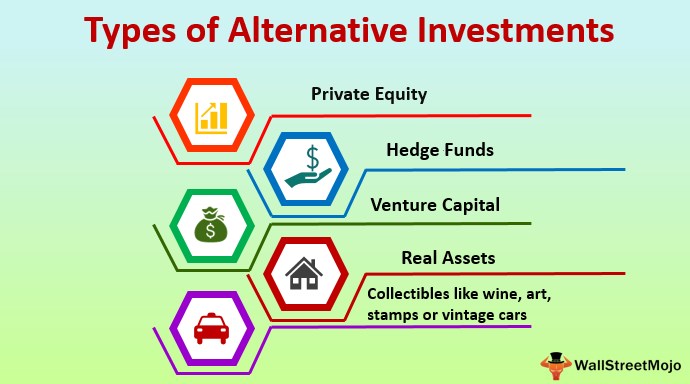 Types of Alternative Investments
Private Equity
$
Hedge Funds
Venture Capital
$
Real Assets
Collectibles like wine, art,
stamps or vintage cars
WallStreetMojo